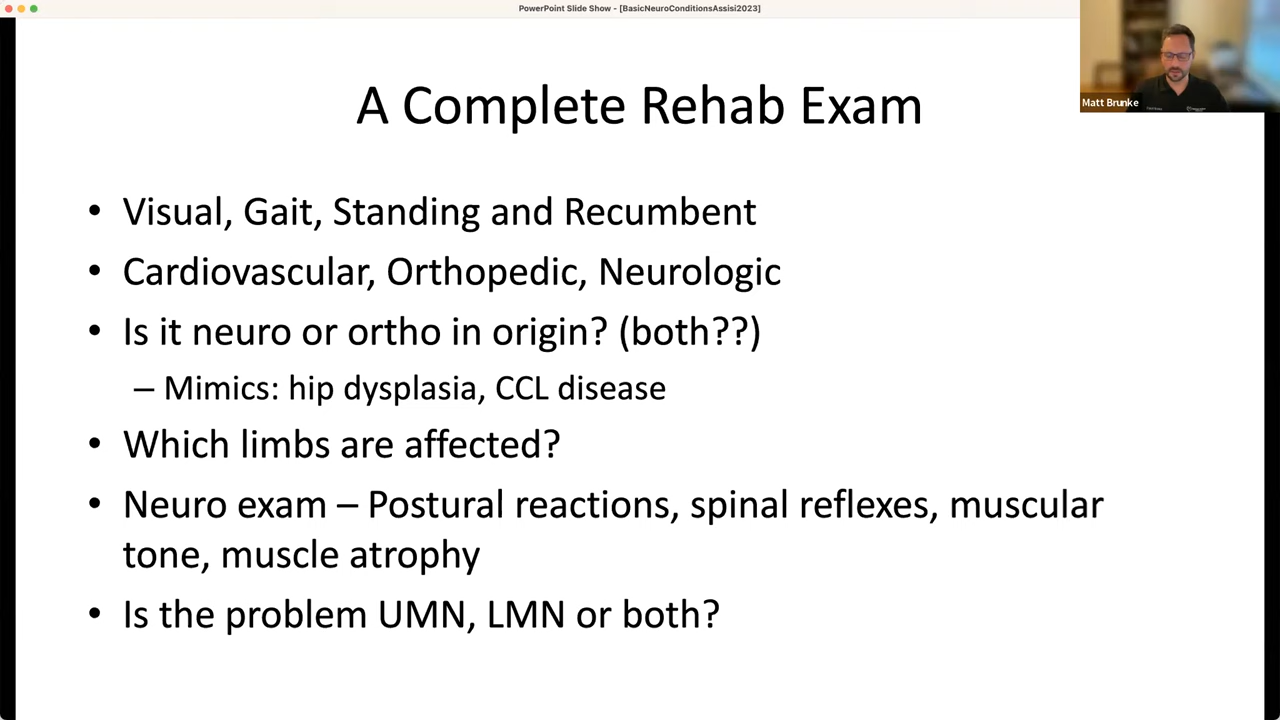 PowerPoint Slide Show - [BasicNeuroConditionsAssisi2023]
Matt Brunke
A Complete Rehab Exam
• Visual, Gait, Standing and Recumbent
• Cardiovascular, Orthopedic, Neurologic
• Is it neuro or ortho in origin? (both??)
– Mimics: hip dysplasia, CCL disease
• Which limbs are affected?
• Neuro exam – Postural reactions, spinal reflexes, muscular
tone, muscle atrophy
• Is the problem UMN, LMN or both?